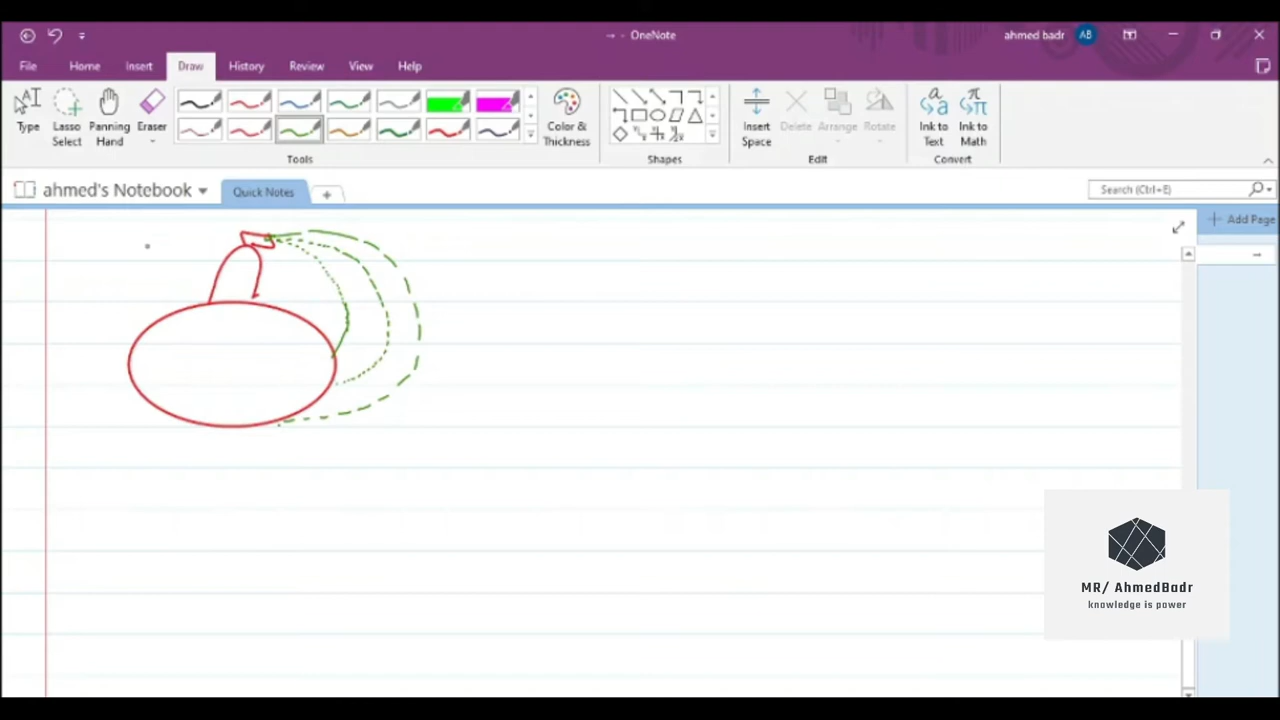 → - OneNote
ahmed badr
AB
File
Home
Insert
Draw
History
Review
View
Help
Type
Lasso
Select
Panning
Hand
Eraser
Color &
Thickness
Tools
Shapes
Insert
Space
Delete
Arrange
Rotate
Edit
Ink to
Text
Ink to
Math
Convert
ahmed's Notebook
Quick Notes
Search (Ctrl+E)
Add Page
MR/ AhmedBadr
knowledge is power